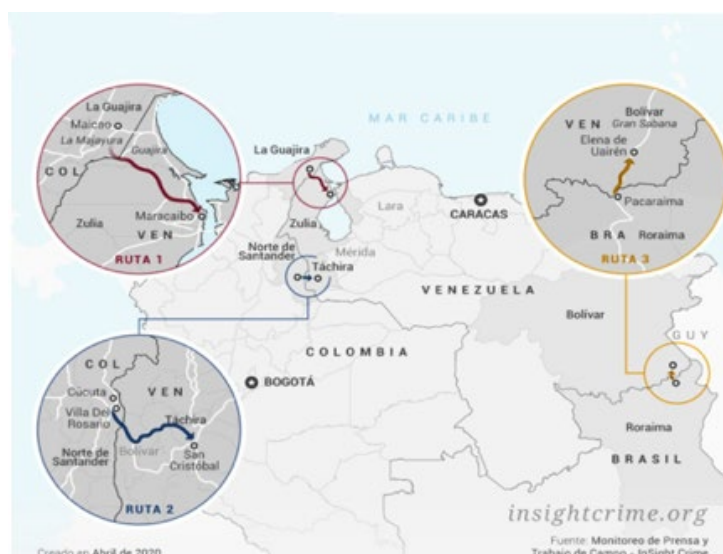 MAR CARIBE
La Guajira
Maicao
La Majayura
Guajira
COL
Zulia
Maracaibo
VEN
RUTA 1
La Guajira
Zulia
Lara
CARACAS
Norte de
Santander
Mérida
Táchira
VENEZUELA
Bolívar
GUY
COLOMBIA
BOGOTÁ
Roraima
BRASIL
Bolívar
VEN
Gran Sabana
Elena de
Uairén
Pacaraima
BRA
Roraima
RUTA 3
COL
VEN
Cúcuta
Villa Del
Rosario
Táchira
Bolívar
San
Cristóbal
Norte de
Santander
RUTA 2
insightcrime.org
Fuente: Monitoreo de Prensa y
Trabajo de Campo - InSight Crime
Creado en Abril de 2020